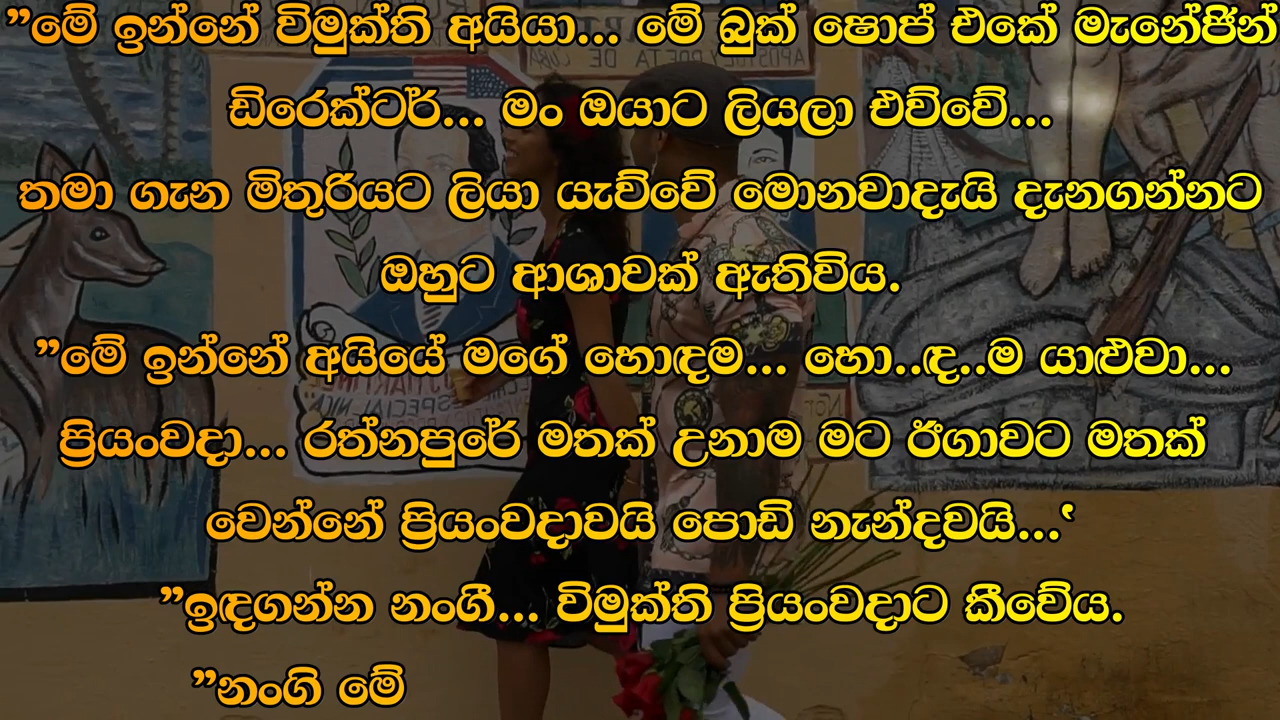 ”මේ ඉන්නේ විමුක්ති අයියා... මේ බුක් ෂොප් එකේ මැනේජින්
ඩිරෙක්ටර්... මං ඔයාට ලියලා එව්වේ...
තමා ගැන මිතුරියට ලියා යැව්වේ මොනවාදැයි දැනගන්නට
ඔහුට ආශාවක් ඇතිවිය.
”මේ ඉන්නේ අයියේ මගේ හොඳම... හො..ඳ..ම යාළුවා...
ප්‍රියංවදා... රත්නපුරේ මතක් උනාම මට ඊගාවට මතක්
වෙන්නේ ප්‍රියංවදාවයි පොඩි නැන්දවයි...‛
”ඉඳගන්න නංගී... විමුක්ති ප්‍රියංවදාට කීවේය.
”නංගි මේ